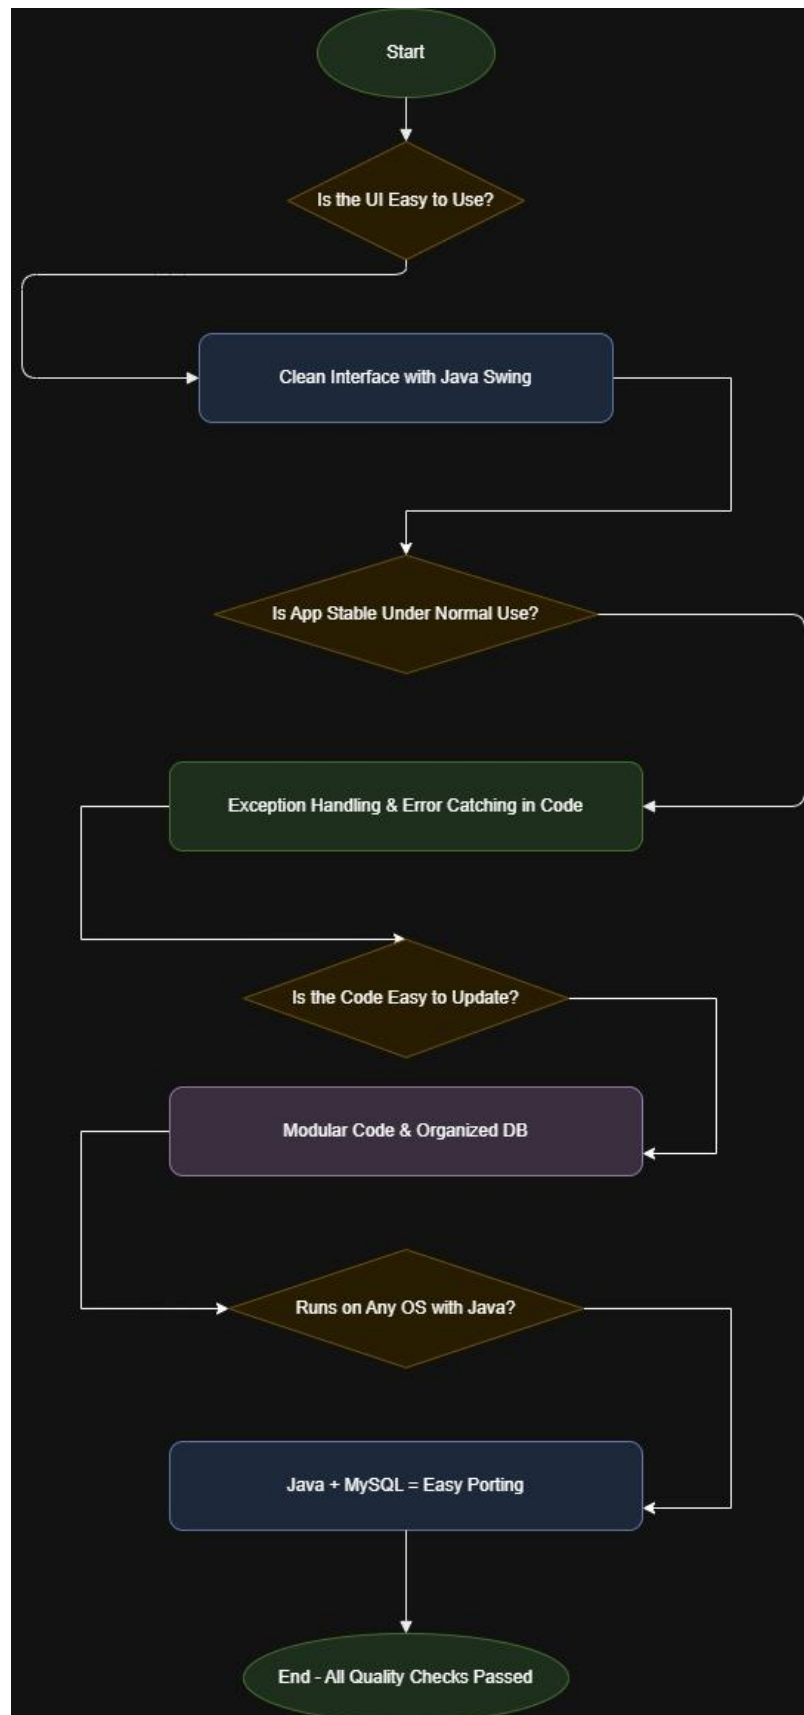 Start
Is the UI Easy to Use?
Clean Interface with Java Swing
Is App Stable Under Normal Use?
Exception Handling & Error Catching in Code
Is the Code Easy to Update?
Modular Code & Organized DB
Runs on Any OS with Java?
Java + MySQL = Easy Porting
End - All Quality Checks Passed